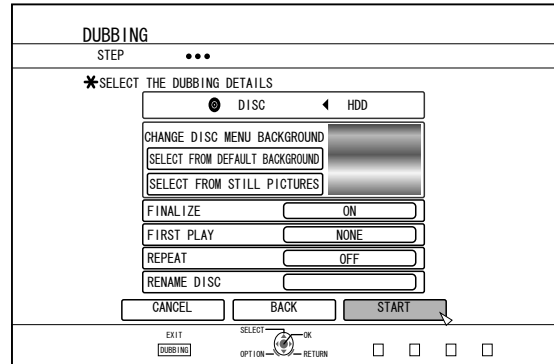 DUBBING
STEP
SELECT THE DUBBING DETAILS
DISC HDD
CHANGE DISC MENU BACKGROUND
SELECT FROM DEFAULT BACKGROUND
SELECT FROM STILL PICTURES
FINALIZE ON
FIRST PLAY NONE
REPEAT OFF
RENAME DISC
CANCEL BACK START
EXIT SELECT OK
DUBBING OPTION RETURN